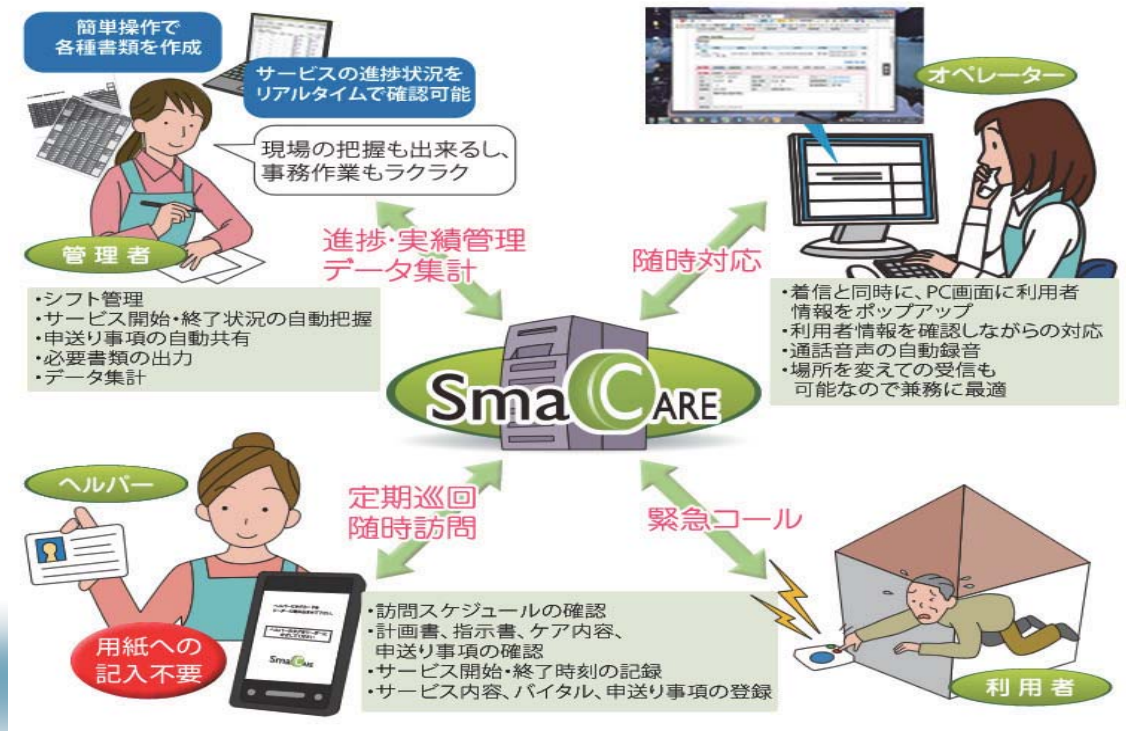 簡単操作で
各種書類を作成
サービスの進捗状況を
リアルタイムで確認可能
現場の把握も出来るし、
事務作業もラクラク
管理者
進捗・実績管理
データ集計
・シフト管理
・サービス開始・終了状況の自動把握
・申送り事項の自動共有
・必要書類の出力
・データ集計
オペレーター
随時対応
・着信と同時に、PC画面に利用者
情報をポップアップ
・利用者情報を確認しながらの対応
・通話音声の自動録音
・場所を変えての受信も
可能なので兼務に最適
SmaCCARE
ヘルパー
定期巡回
随時訪問
用紙への
記入不要
SmaCCARE
・訪問スケジュールの確認
・計画書、指示書、ケア内容、
申送り事項の確認
・サービス開始・終了時刻の記録
・サービス内容、バイタル、申送り事項の登録
緊急コール
利用者